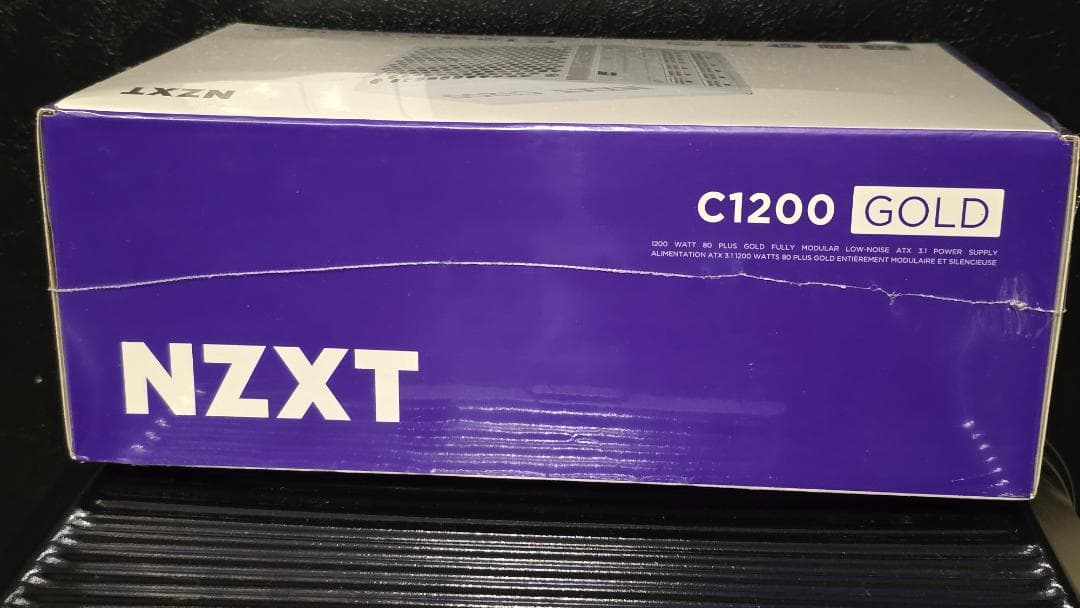 NZXT
C1200 GOLD
1200 WATT 80 PLUS GOLD FULLY MODULAR LOW-NOISE ATX 3.1 POWER SUPPLY
ALIMENTATION ATX 3.1 1200 WATTS 80 PLUS GOLD ENTIÈREMENT MODULAIRE ET SILENCIEUSE
NZXT